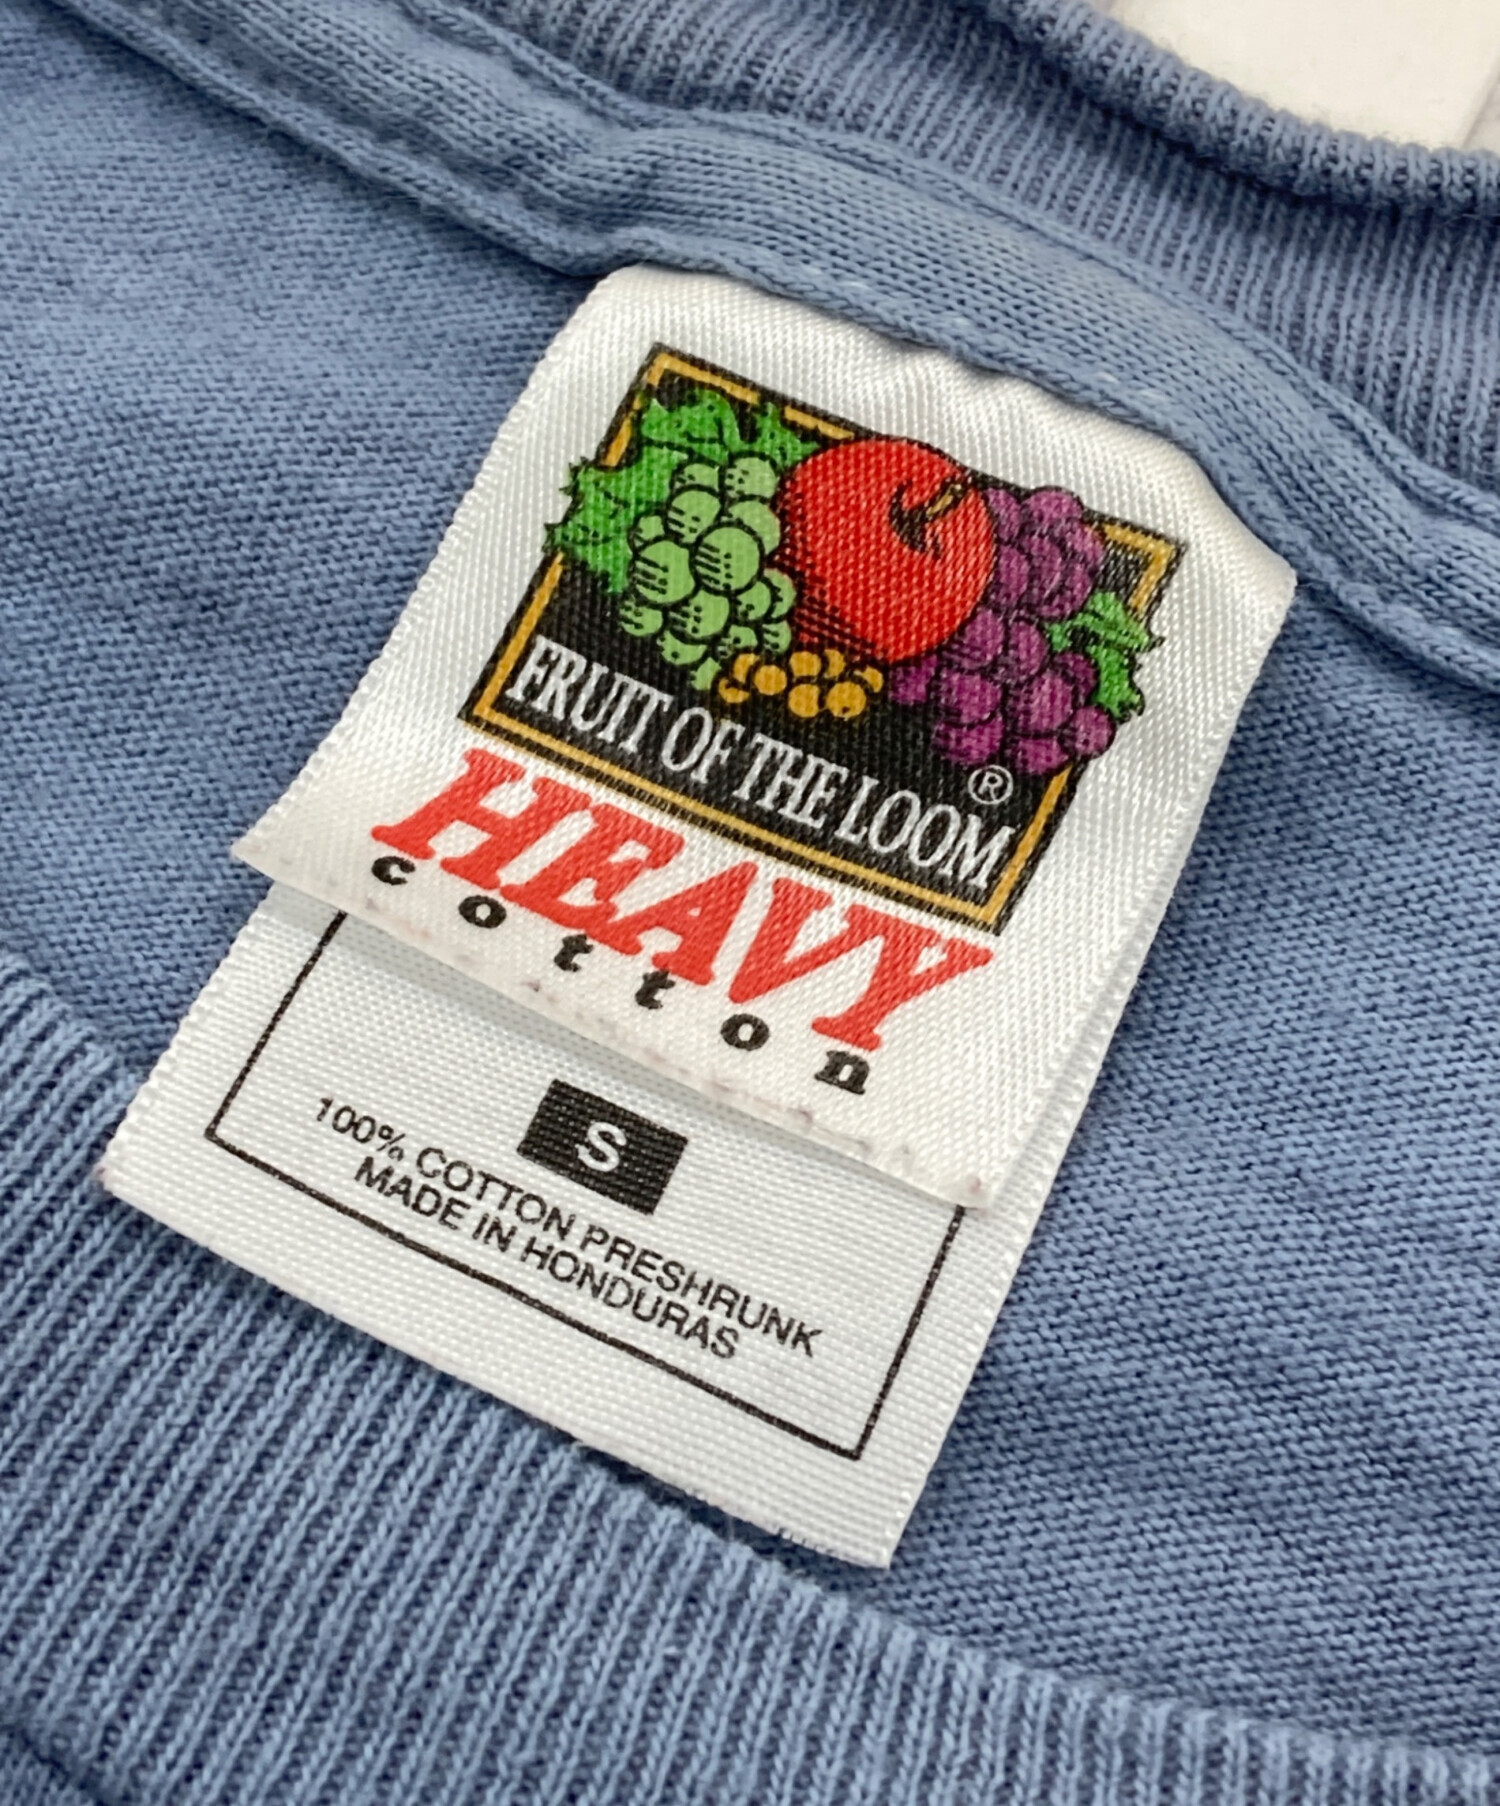 FRUIT OF THE LOOM ®
HEAVY
cotton
S
100% COTTON PRESHRUNK
MADE IN HONDURAS